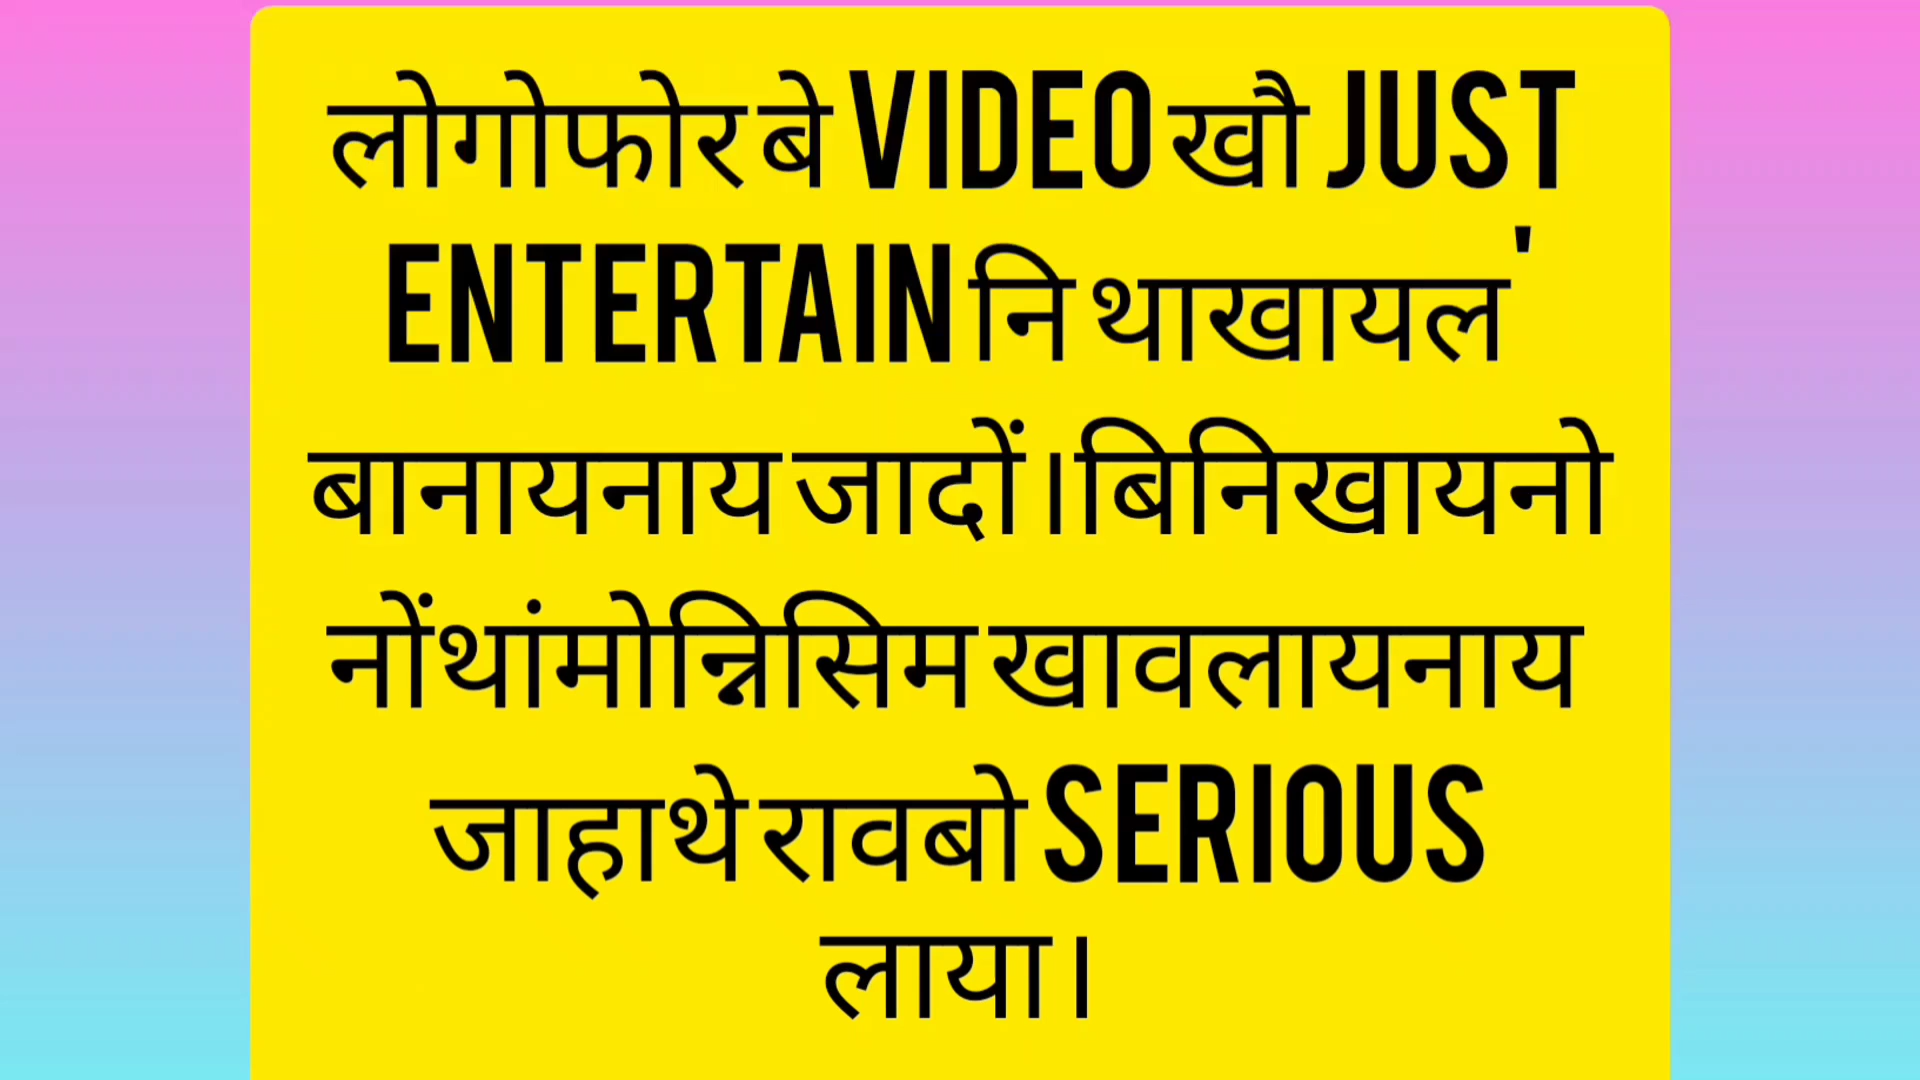 लोगोफोर बे VIDEO खौ JUST
ENTERTAIN नि थाखायल'
बानायनाय जादों।बिनिखायनो
नोंथांमोन्निसिम खावलायनाय
जाहाथे रावबो SERIOUS
लाया।